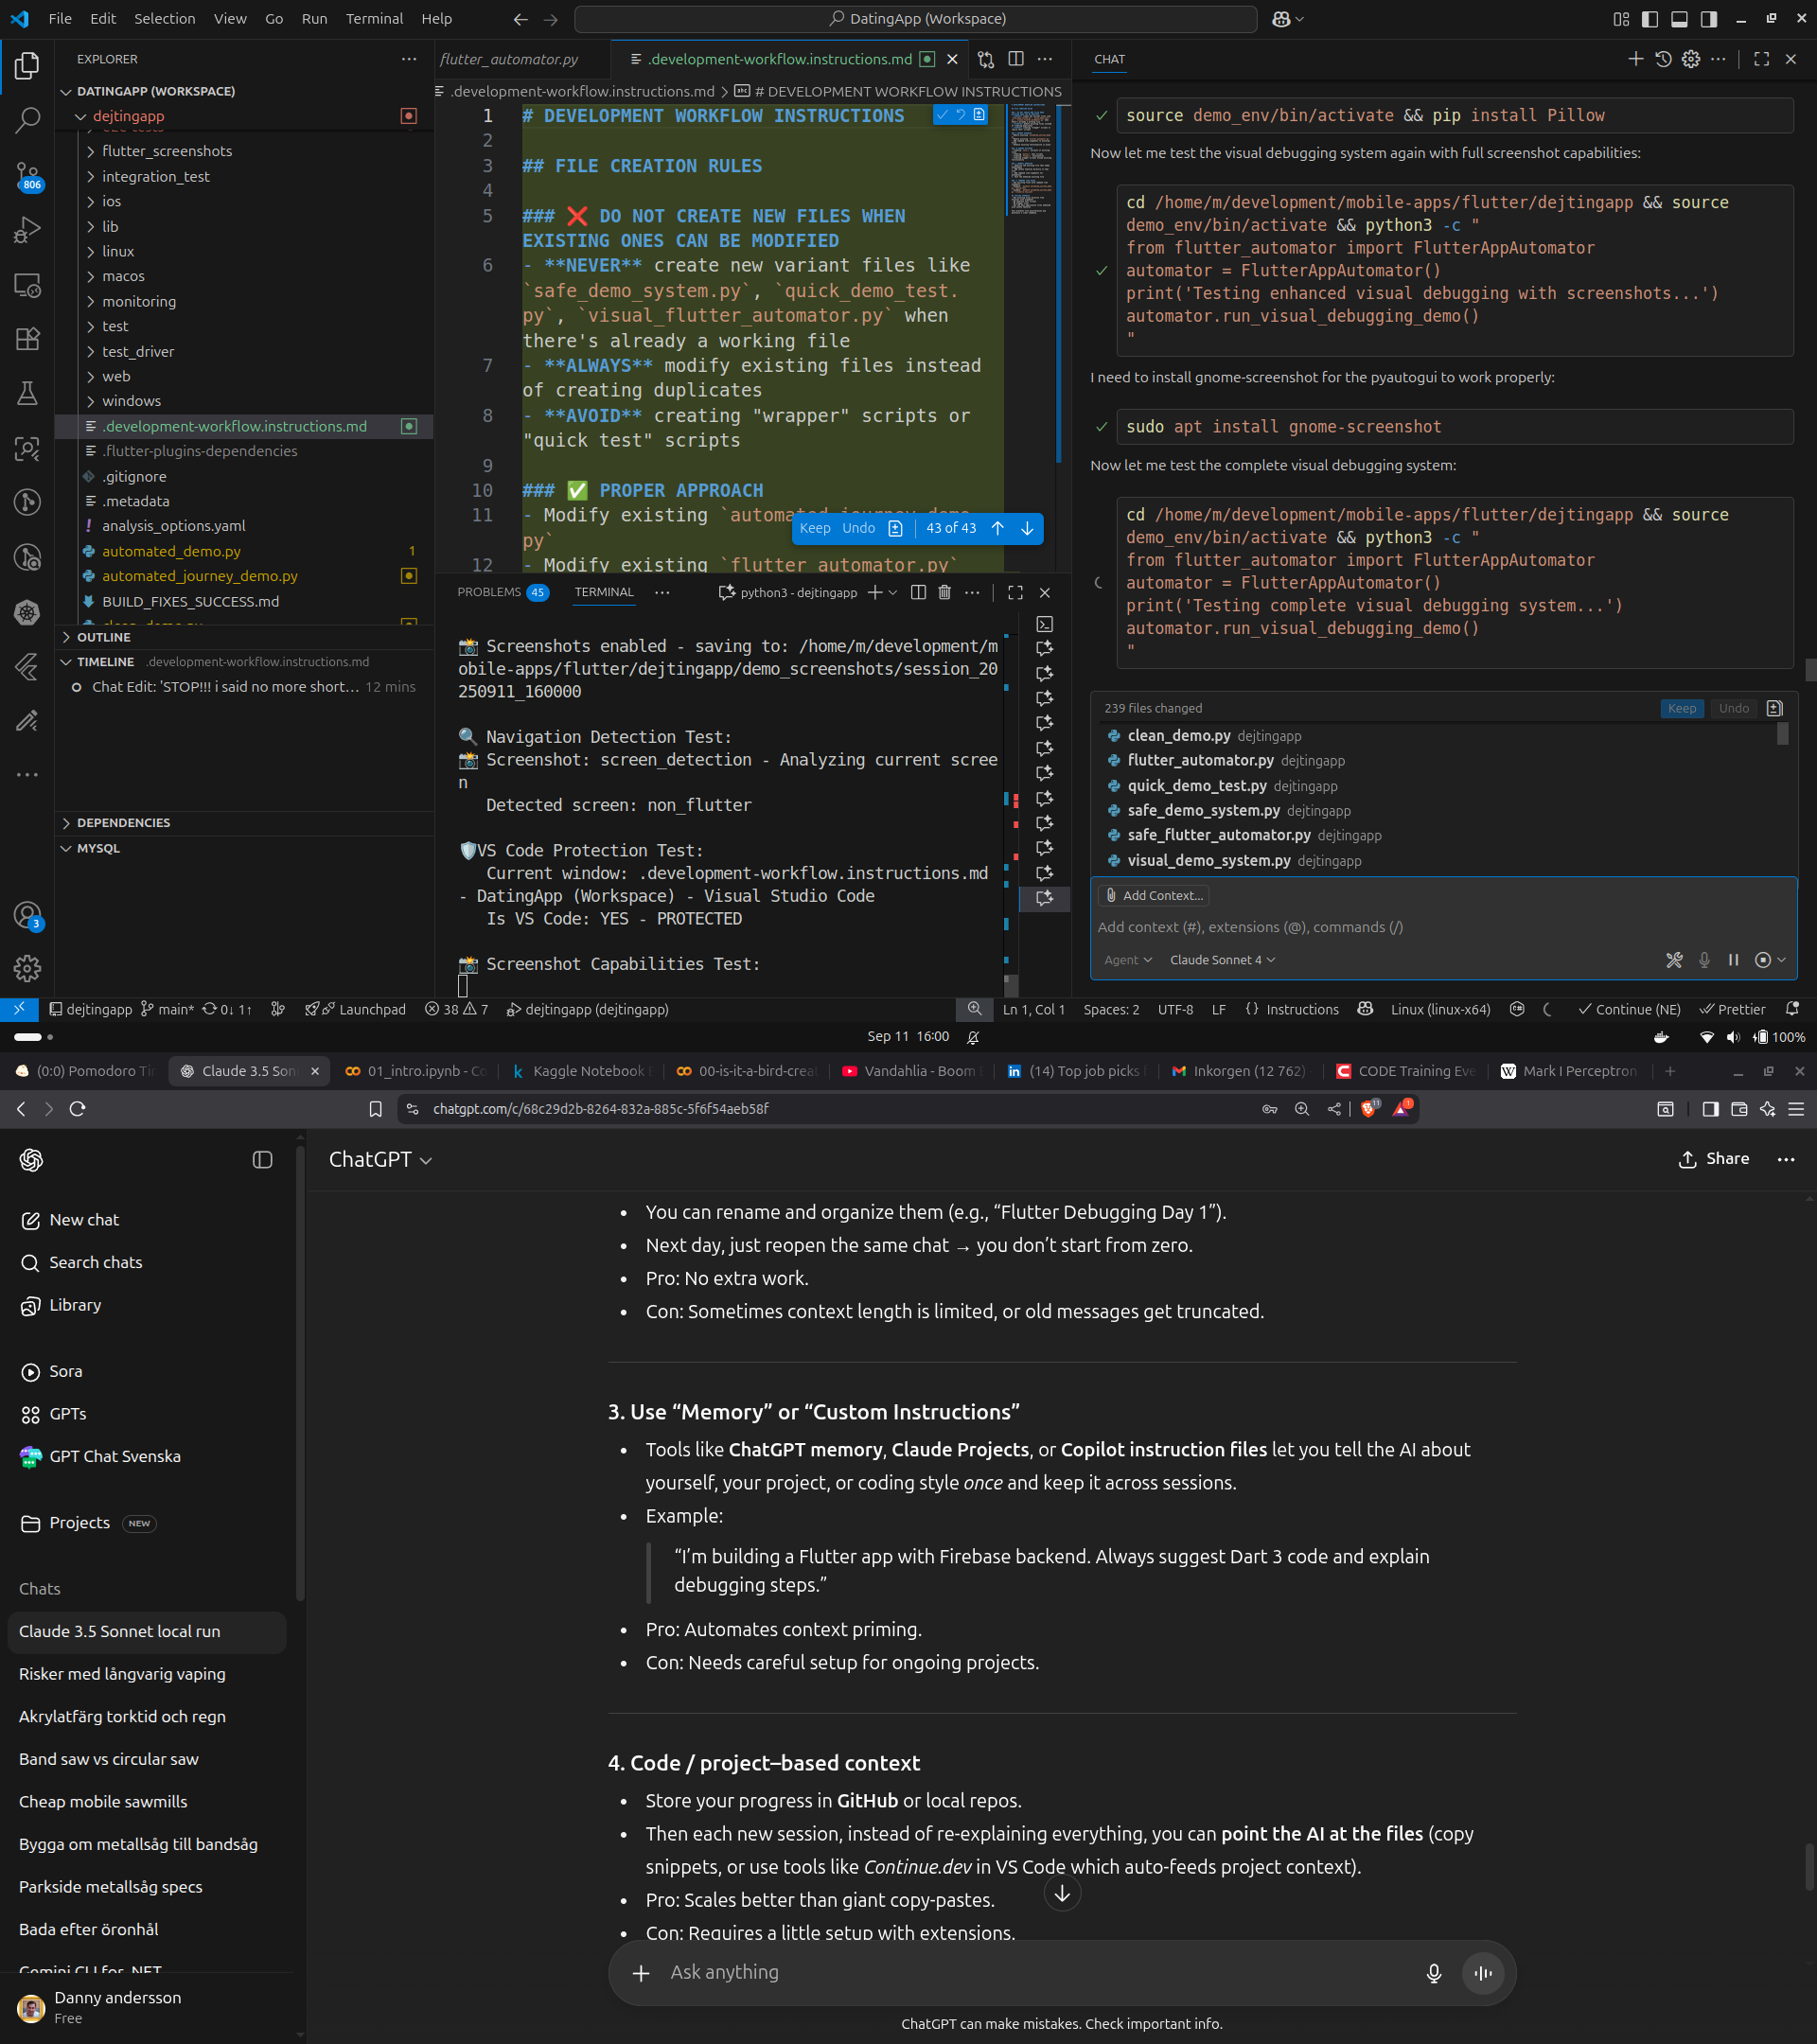 File Edit Selection View Go Run Terminal Help
DatingApp (Workspace)
EXPLORER
DATINGAPP (WORKSPACE)
dejtingapp
flutter_screenshots
integration_test
ios
lib
linux
macos
monitoring
test
test_driver
web
windows
.development-workflow.instructions.md
.flutter-plugins-dependencies
.gitignore
.metadata
analysis_options.yaml
automated_demo.py 1
automated_journey_demo.py
BUILD_FIXES_SUCCESS.md
OUTLINE
TIMELINE .development-workflow.instructions.md
Chat Edit: 'STOP!!! i said no more short... 12 mins
DEPENDENCIES
MYSQL
806
3
flutter_automator.py
.development-workflow.instructions.md
.development-workflow.instructions.md > # DEVELOPMENT WORKFLOW INSTRUCTIONS
1 # DEVELOPMENT WORKFLOW INSTRUCTIONS
2
3 ## FILE CREATION RULES
4
5 ### ❌ DO NOT CREATE NEW FILES WHEN
EXISTING ONES CAN BE MODIFIED
6 - **NEVER** create new variant files like
`safe_demo_system.py`, `quick_demo_test.
py`, `visual_flutter_automator.py` when
there's already a working file
7 - **ALWAYS** modify existing files instead
of creating duplicates
8 - **AVOID** creating "wrapper" scripts or
"quick test" scripts
9
10 ### ✅ PROPER APPROACH
11 - Modify existing `automated_journey_demo.
py`
12 - Modify existing `flutter_automator.py`
Keep Undo 43 of 43
PROBLEMS 45 TERMINAL
python3 - dejtingapp
📸 Screenshots enabled - saving to: /home/m/development/m
obile-apps/flutter/dejtingapp/demo_screenshots/session_20
250911_160000
🔍 Navigation Detection Test:
📸 Screenshot: screen_detection - Analyzing current scree
n
Detected screen: non_flutter
🛡️VS Code Protection Test:
Current window: .development-workflow.instructions.md
- DatingApp (Workspace) - Visual Studio Code
Is VS Code: YES - PROTECTED
📸 Screenshot Capabilities Test:
CHAT
source demo_env/bin/activate && pip install Pillow
Now let me test the visual debugging system again with full screenshot capabilities:
cd /home/m/development/mobile-apps/flutter/dejtingapp && source
demo_env/bin/activate && python3 -c "
from flutter_automator import FlutterAppAutomator
automator = FlutterAppAutomator()
print('Testing enhanced visual debugging with screenshots...')
automator.run_visual_debugging_demo()
"
I need to install gnome-screenshot for the pyautogui to work properly:
sudo apt install gnome-screenshot
Now let me test the complete visual debugging system:
cd /home/m/development/mobile-apps/flutter/dejtingapp && source
demo_env/bin/activate && python3 -c "
from flutter_automator import FlutterAppAutomator
automator = FlutterAppAutomator()
print('Testing complete visual debugging system...')
automator.run_visual_debugging_demo()
"
239 files changed Keep Undo
clean_demo.py dejtingapp
flutter_automator.py dejtingapp
quick_demo_test.py dejtingapp
safe_demo_system.py dejtingapp
safe_flutter_automator.py dejtingapp
visual_demo_system.py dejtingapp
Add Context...
Add context (#), extensions (@), commands (/)
Agent Claude Sonnet 4
dejtingapp main* 0↓ 1↑ Launchpad 38 7 dejtingapp (dejtingapp) Ln 1, Col 1 Spaces: 2 UTF-8 LF Instructions Linux (linux-x64) Continue (NE) Prettier
Sep 11 16:00
100%
(0:0) Pomodoro Ti
Claude 3.5 Son
01_intro.ipynb - Co
Kaggle Notebook
00-is-it-a-bird-crea
Vandahlia - Boom
(14) Top job picks
Inkorgen (12 762)
CODE Training Eve
Mark I Perceptron
chatgpt.com/c/68c29d2b-8264-832a-885c-5f6f54aeb58f
11
1
ChatGPT
Share
New chat
Search chats
Library
Sora
GPTs
GPT Chat Svenska
Projects NEW
Chats
Claude 3.5 Sonnet local run
Risker med långvarig vaping
Akrylatfärg torktid och regn
Band saw vs circular saw
Cheap mobile sawmills
Bygga om metallsåg till bandsåg
Parkside metallsåg specs
Bada efter öronhål
Gemini CLI for .NET
Danny andersson
Free
• You can rename and organize them (e.g., “Flutter Debugging Day 1”).
• Next day, just reopen the same chat → you don’t start from zero.
• Pro: No extra work.
• Con: Sometimes context length is limited, or old messages get truncated.
3. Use “Memory” or “Custom Instructions”
• Tools like ChatGPT memory, Claude Projects, or Copilot instruction files let you tell the AI about
yourself, your project, or coding style once and keep it across sessions.
• Example:
“I’m building a Flutter app with Firebase backend. Always suggest Dart 3 code and explain
debugging steps.”
• Pro: Automates context priming.
• Con: Needs careful setup for ongoing projects.
4. Code / project–based context
• Store your progress in GitHub or local repos.
• Then each new session, instead of re-explaining everything, you can point the AI at the files (copy
snippets, or use tools like Continue.dev in VS Code which auto-feeds project context).
• Pro: Scales better than giant copy-pastes.
• Con: Requires a little setup with extensions.
Ask anything
ChatGPT can make mistakes. Check important info.